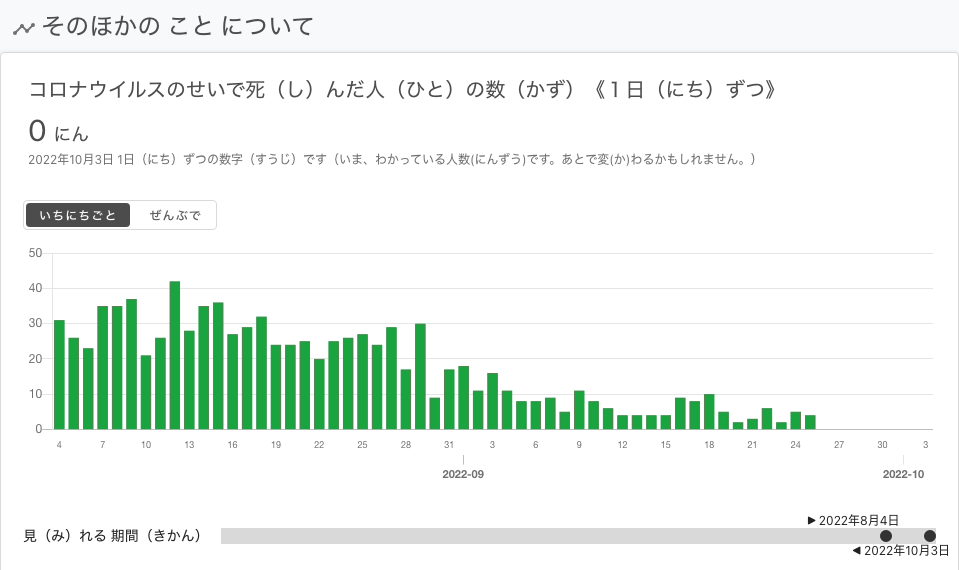 そのほかの こと について
コロナウイルスのせいで死（し）んだ人（ひと）の数（かず）《１日（にち）ずつ》
0 にん
2022年10月3日 1日（にち）ずつの数字（すうじ）です（いま、わかっている人数(にんずう)です。あとで変(か)わるかもしれません。）
いちにちごと ぜんぶで
50
40
30
20
10
0
4 7 10 13 16 19 22 25 28 31 3 6 9 12 15 18 21 24 27 30 3
2022-09 2022-10
▶ 2022年8月4日
見（み）れる 期間（きかん）
◀ 2022年10月3日